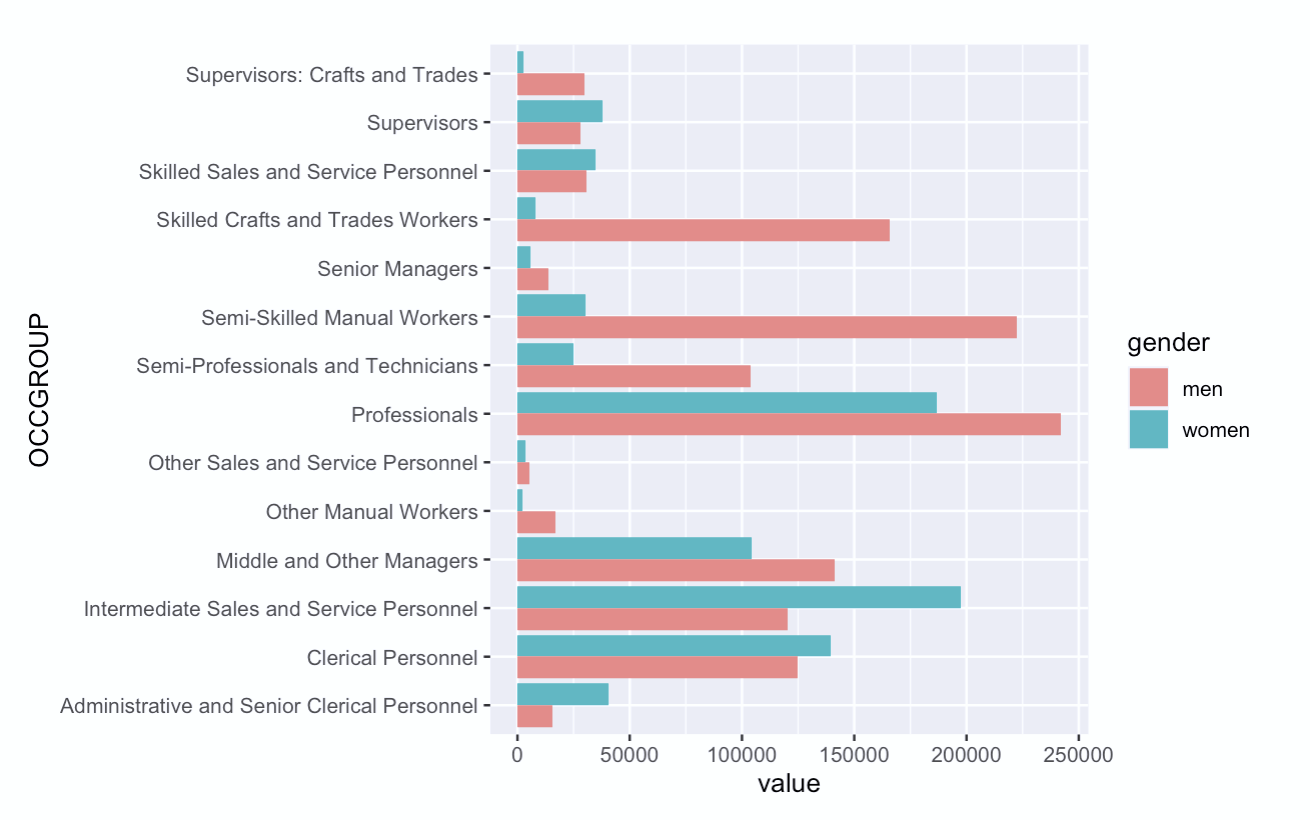 Supervisors: Crafts and Trades
Supervisors
Skilled Sales and Service Personnel
Skilled Crafts and Trades Workers
Senior Managers
Semi-Skilled Manual Workers
Semi-Professionals and Technicians
Professionals
Other Sales and Service Personnel
Other Manual Workers
Middle and Other Managers
Intermediate Sales and Service Personnel
Clerical Personnel
Administrative and Senior Clerical Personnel
OCCGROUP
0 50000 100000 150000 200000 250000
value
gender
men
women